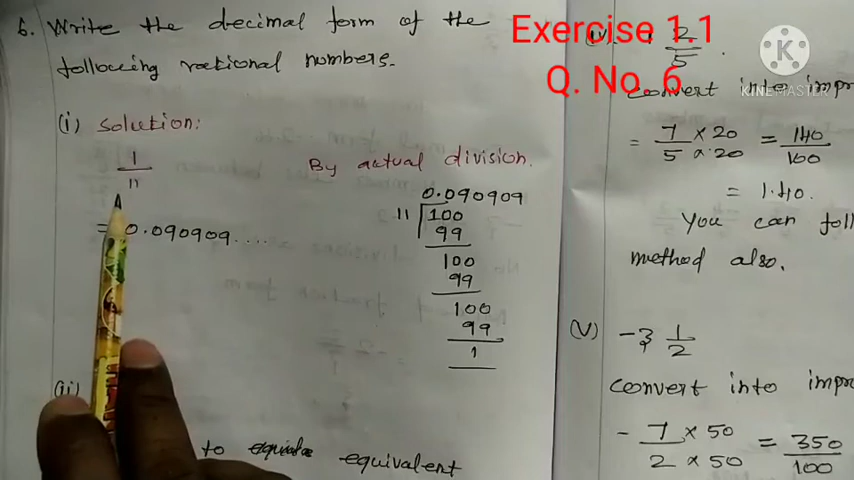 6. Write the decimal form of the
following rational numbers.
Exercise 1.1
Q. No. 6
KINEMASTER
(i) solution:
1
11
= 0.090909....
By actual division.
0.090909
11 100
99
100
99
100
99
1
(ii)
to equivalent
2
5
convert into
= 7 × 20 = 140
5 × 20 100
= 1.40.
You can
method also.
(v) -3 1
2
convert into
- 7 × 50 = 350
2 × 50 100